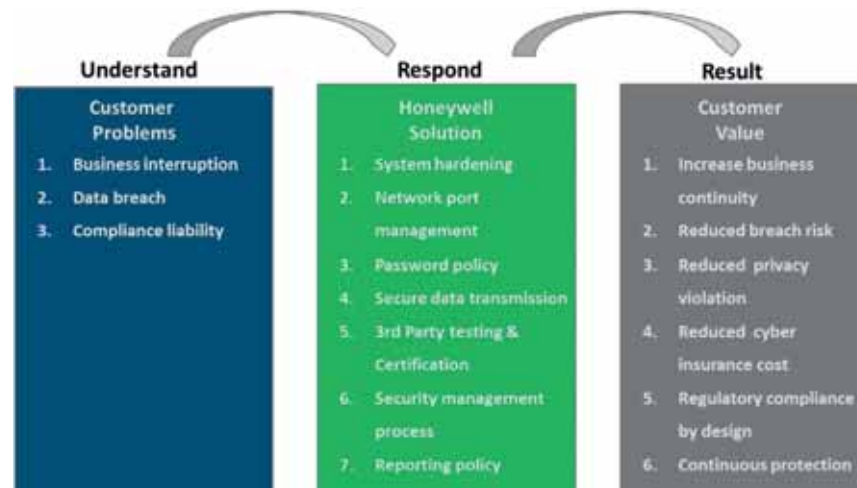 Understand
Customer
Problems
1. Business interruption
2. Data breach
3. Compliance liability
Respond
Honeywell
Solution
1. System hardening
2. Network port
management
3. Password policy
4. Secure data transmission
5. 3rd Party testing &
Certification
6. Security management
process
7. Reporting policy
Result
Customer
Value
1. Increase business
continuity
2. Reduced breach risk
3. Reduced privacy
violation
4. Reduced cyber
insurance cost
5. Regulatory compliance
by design
6. Continuous protection